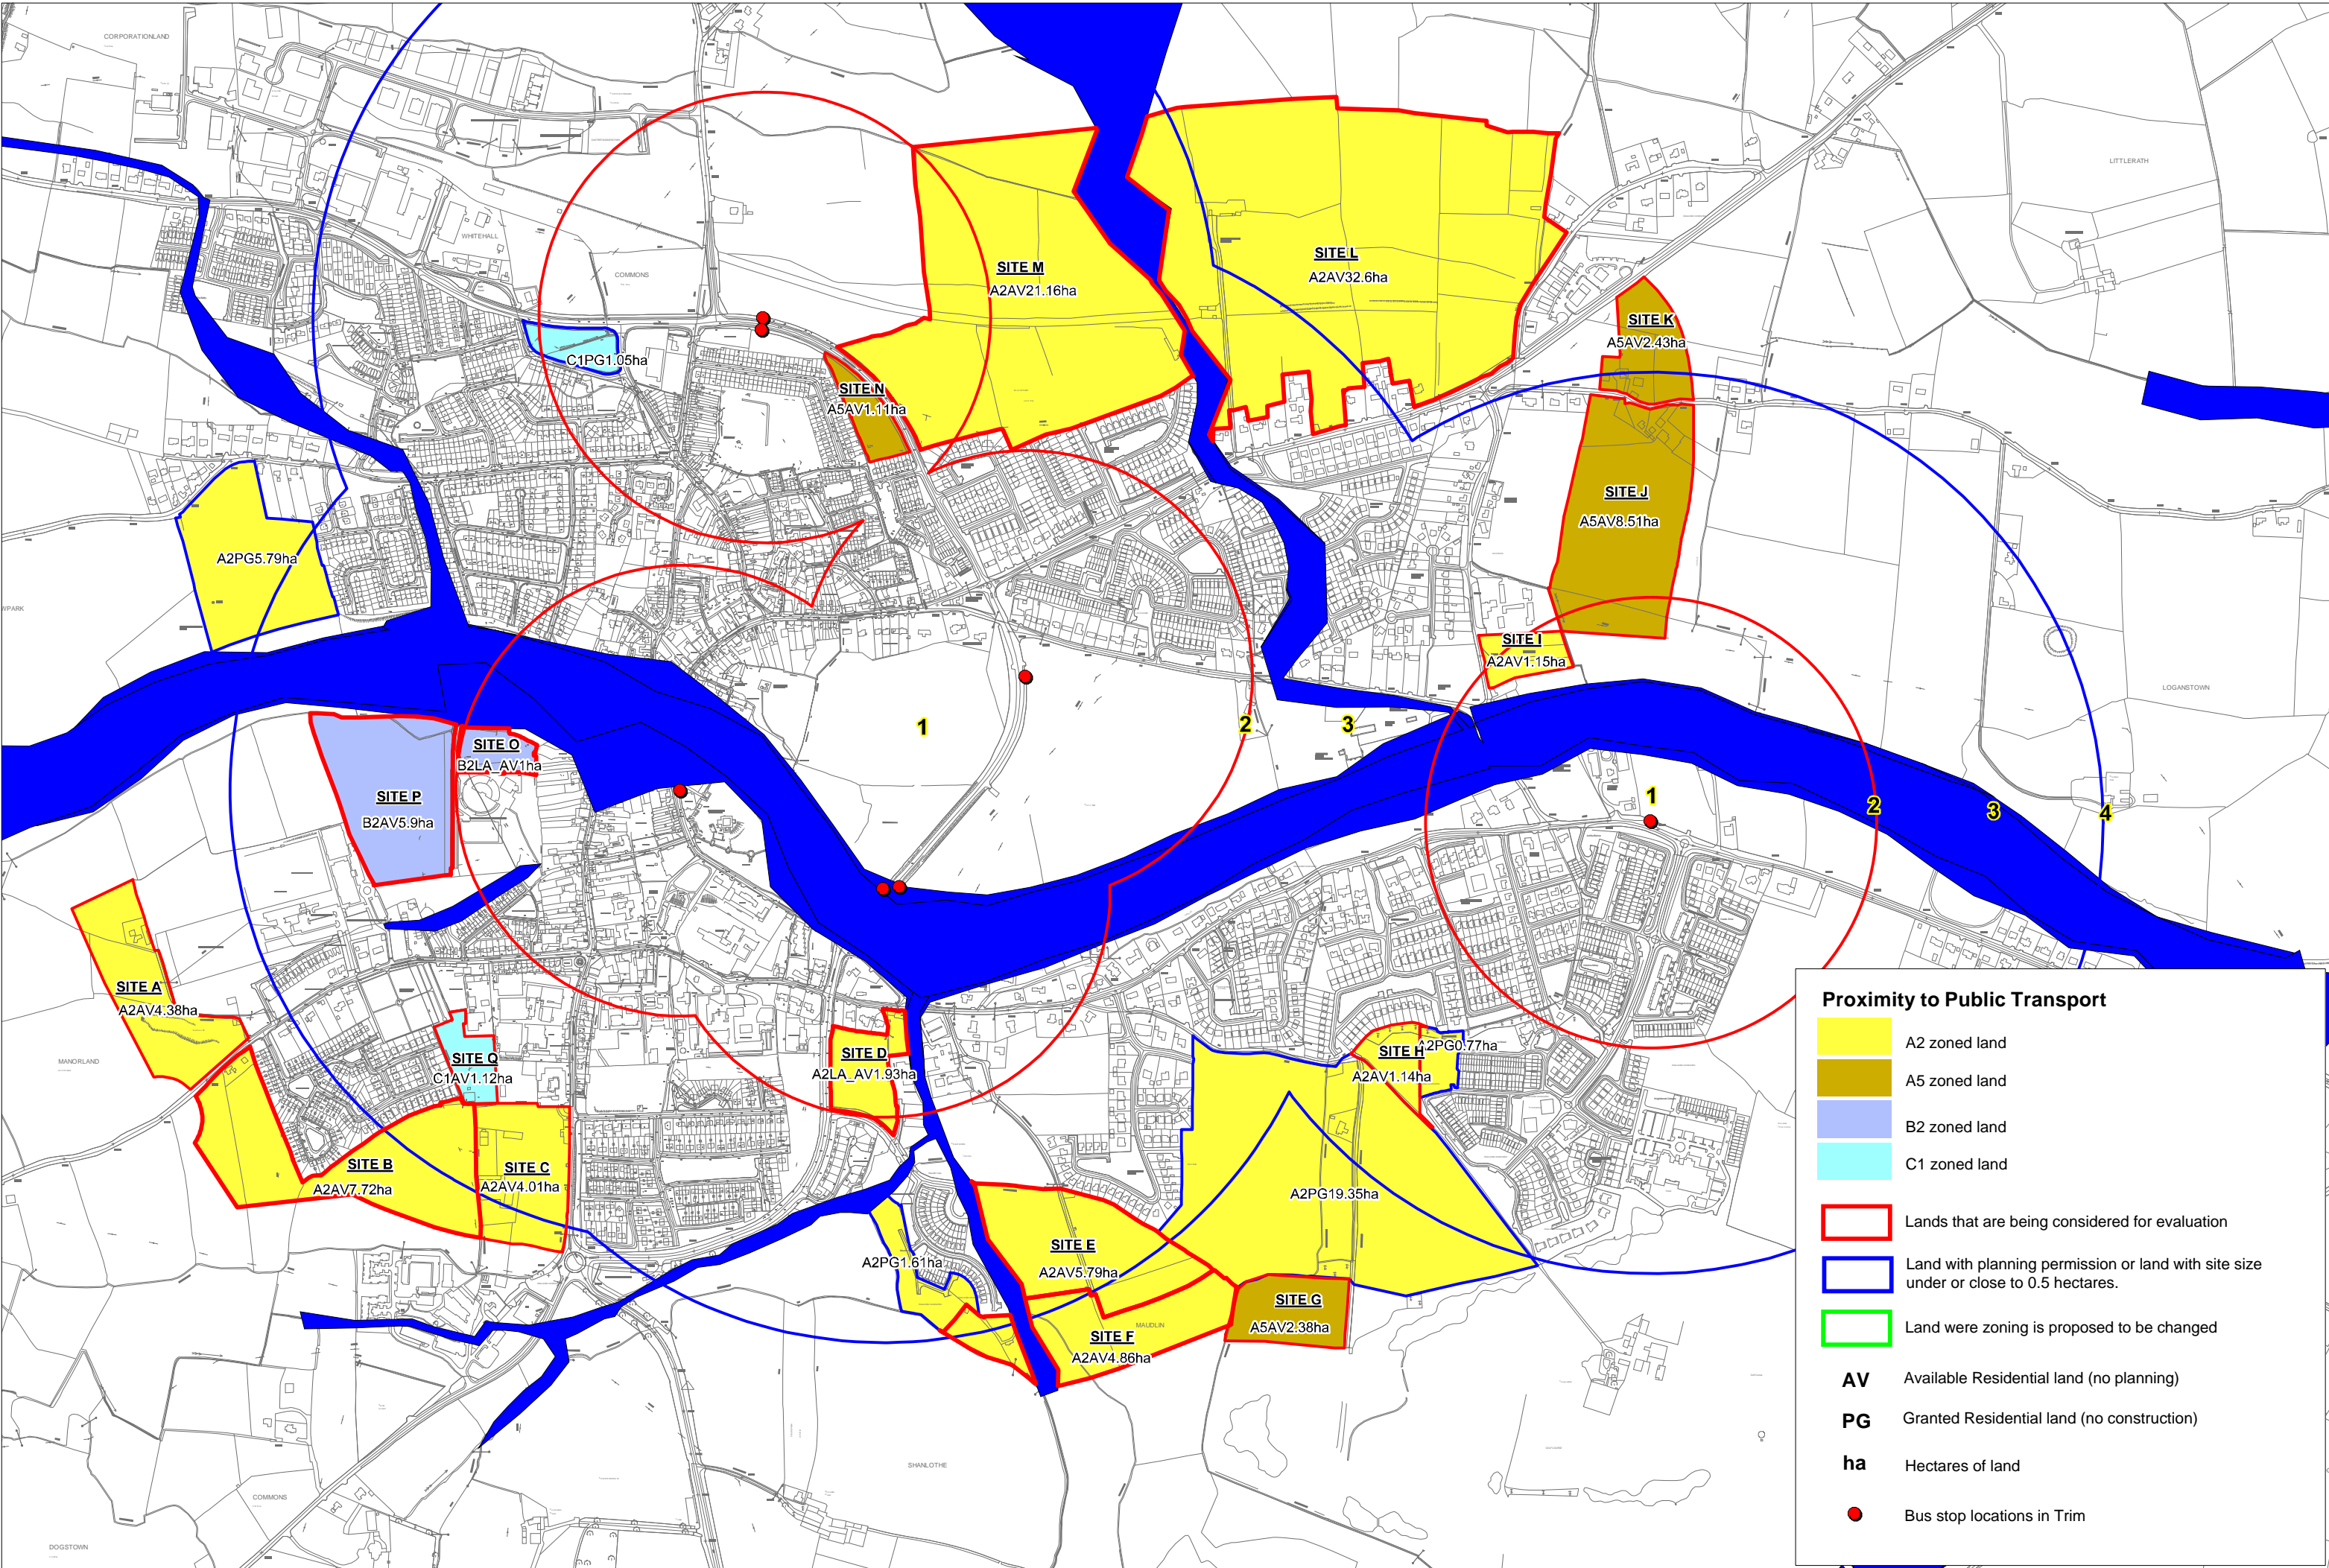 CORPORATIONLAND
LITTLERATH
WHITEHALL
COMMONS
SITE M
A2AV21.16ha
SITE L
A2AV32.6ha
SITE K
A5AV2.43ha
C1PG1.05ha
SITE N
A5AV1.11ha
SITE J
A5AV8.51ha
A2PG5.79ha
WPARK
SITE I
A2AV1.15ha
LOGANSTOWN
1
2
3
SITE O
B2LA_AV1ha
SITE P
B2AV5.9ha
1
2
3
4
SITE A
A2AV4.38ha
MANORLAND
SITE Q
C1AV1.12ha
SITE D
A2LA_AV1.93ha
SITE H
A2AV1.14ha
A2PG0.77ha
SITE B
A2AV7.72ha
SITE C
A2AV4.01ha
A2PG19.35ha
SITE E
A2AV5.79ha
A2PG1.61ha
SITE G
A5AV2.38ha
MAUDLIN
SITE F
A2AV4.86ha
SHANLOTHE
COMMONS
DOGSTOWN
Proximity to Public Transport
A2 zoned land
A5 zoned land
B2 zoned land
C1 zoned land
Lands that are being considered for evaluation
Land with planning permission or land with site size
under or close to 0.5 hectares.
Land were zoning is proposed to be changed
AV Available Residential land (no planning)
PG Granted Residential land (no construction)
ha Hectares of land
Bus stop locations in Trim